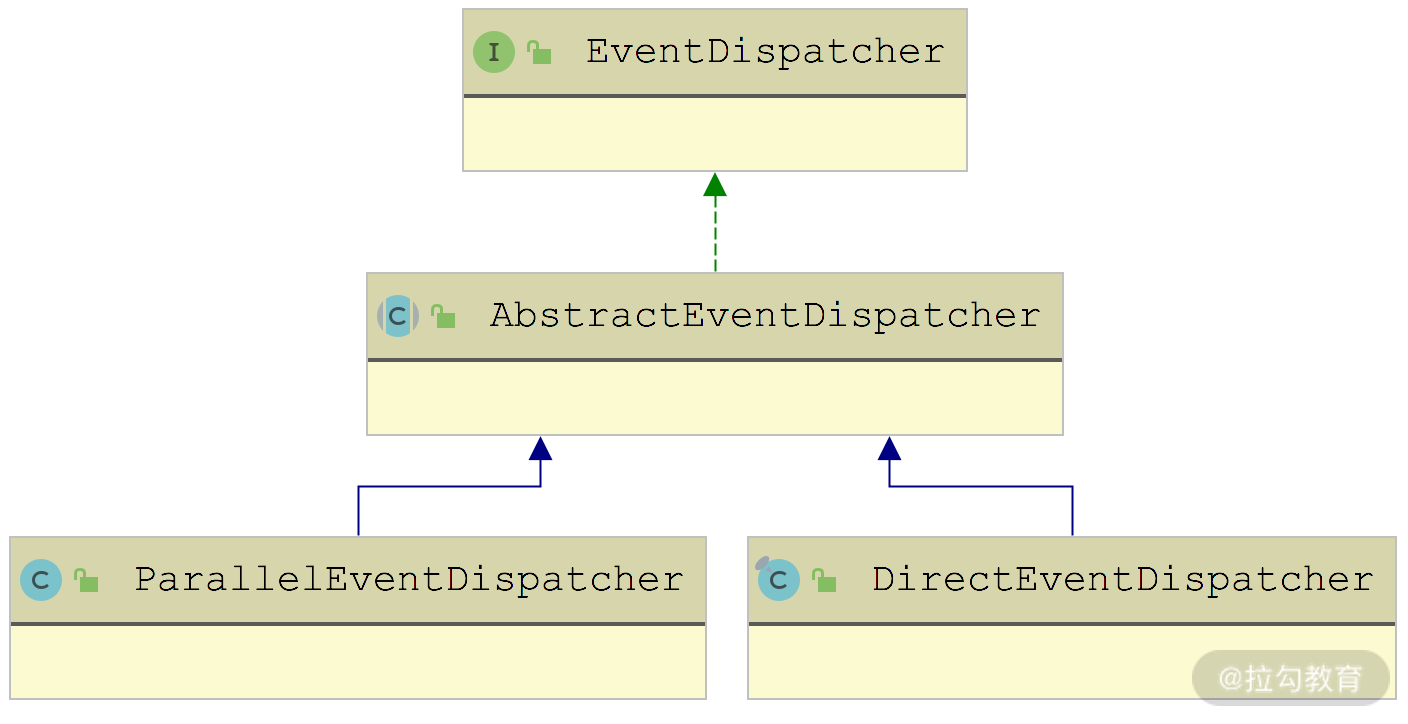 I EventDispatcher
C AbstractEventDispatcher
C ParallelEventDispatcher
C DirectEventDispatcher
@拉勾教育